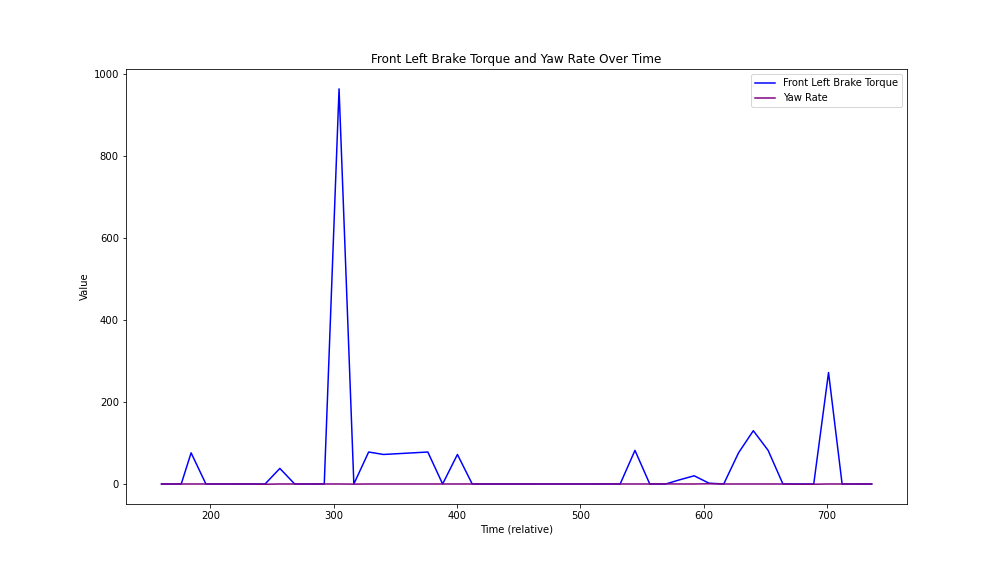 Front Left Brake Torque and Yaw Rate Over Time
1000
800
600
400
200
0
Value
Front Left Brake Torque
Yaw Rate
200 300 400 500 600 700
Time (relative)